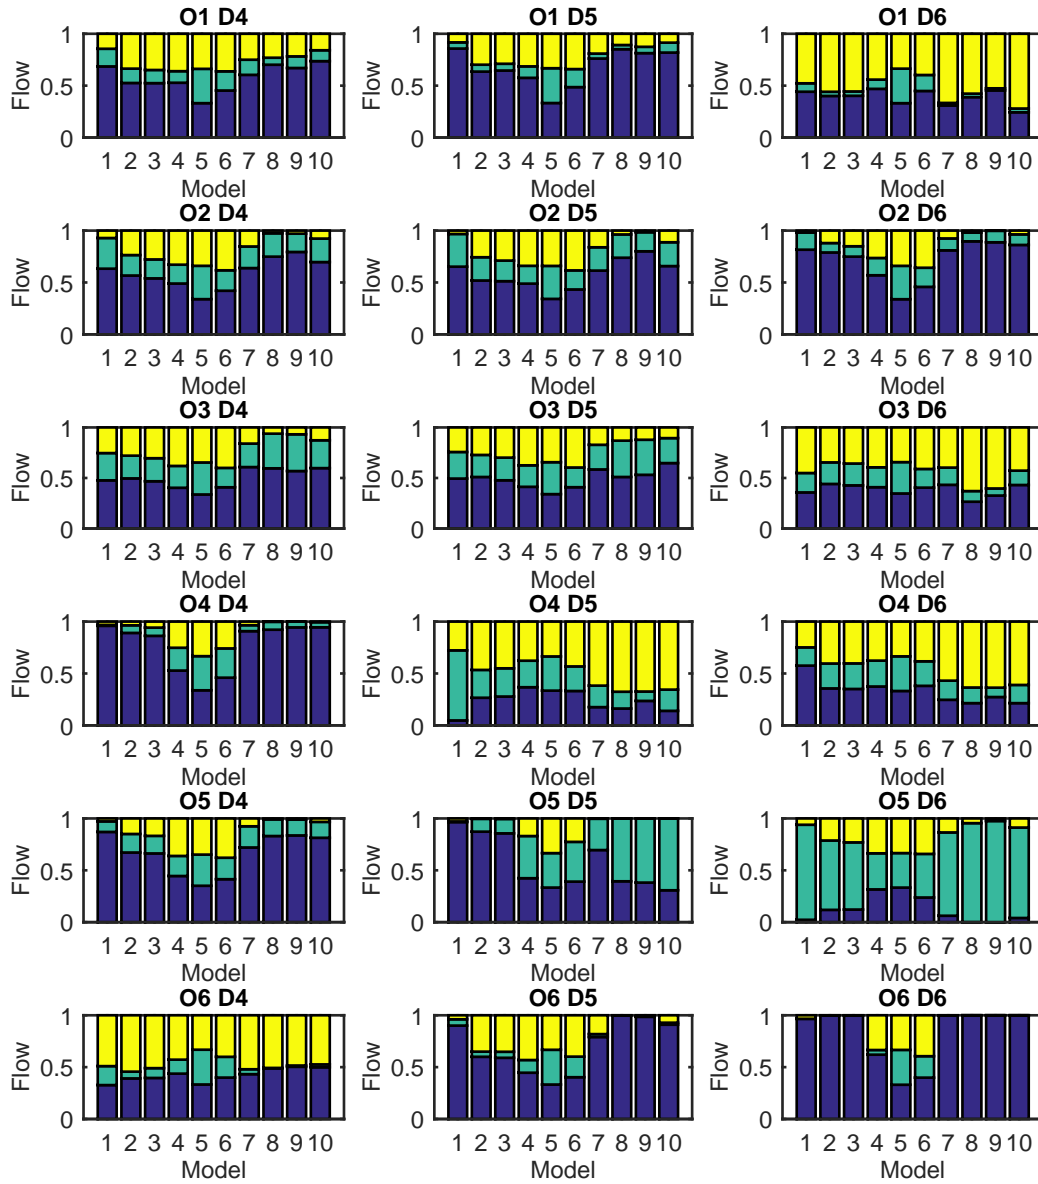 O1 D4 O1 D5 O1 D6
1 1 1
Flow 0.5 Flow 0.5 Flow 0.5
0 0 0
1 2 3 4 5 6 7 8 9 10 1 2 3 4 5 6 7 8 9 10 1 2 3 4 5 6 7 8 9 10
Model Model Model
O2 D4 O2 D5 O2 D6
1 1 1
Flow 0.5 Flow 0.5 Flow 0.5
0 0 0
1 2 3 4 5 6 7 8 9 10 1 2 3 4 5 6 7 8 9 10 1 2 3 4 5 6 7 8 9 10
Model Model Model
O3 D4 O3 D5 O3 D6
1 1 1
Flow 0.5 Flow 0.5 Flow 0.5
0 0 0
1 2 3 4 5 6 7 8 9 10 1 2 3 4 5 6 7 8 9 10 1 2 3 4 5 6 7 8 9 10
Model Model Model
O4 D4 O4 D5 O4 D6
1 1 1
Flow 0.5 Flow 0.5 Flow 0.5
0 0 0
1 2 3 4 5 6 7 8 9 10 1 2 3 4 5 6 7 8 9 10 1 2 3 4 5 6 7 8 9 10
Model Model Model
O5 D4 O5 D5 O5 D6
1 1 1
Flow 0.5 Flow 0.5 Flow 0.5
0 0 0
1 2 3 4 5 6 7 8 9 10 1 2 3 4 5 6 7 8 9 10 1 2 3 4 5 6 7 8 9 10
Model Model Model
O6 D4 O6 D5 O6 D6
1 1 1
Flow 0.5 Flow 0.5 Flow 0.5
0 0 0
1 2 3 4 5 6 7 8 9 10 1 2 3 4 5 6 7 8 9 10 1 2 3 4 5 6 7 8 9 10
Model Model Model